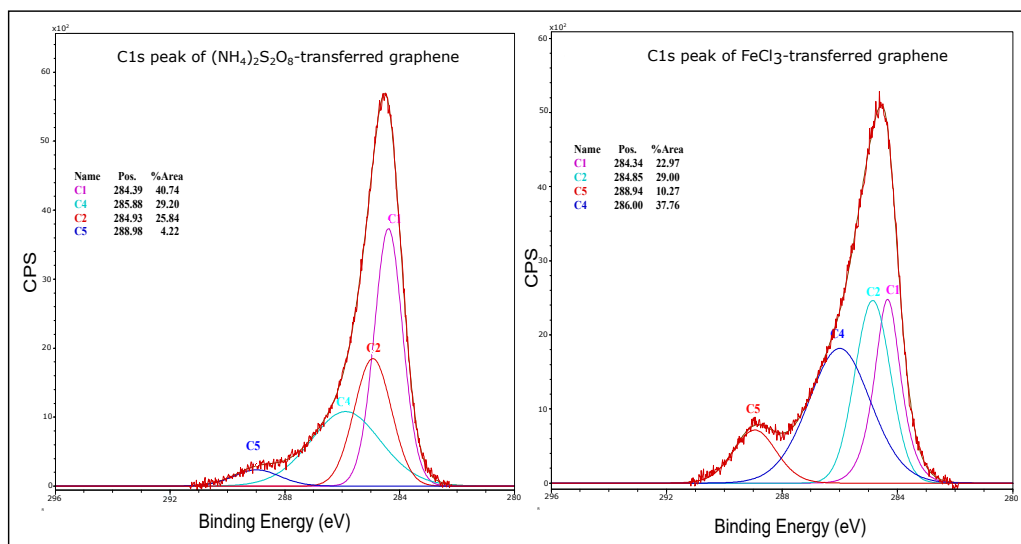 x10²
C1s peak of (NH₄)₂S₂O₈-transferred graphene
60
50
40
30
20
10
0
CPS
Name Pos. %Area
C1 284.39 40.74
C4 285.88 29.20
C2 284.93 25.84
C5 288.98 4.22
C1
C2
C4
C5
296 292 288 284 280
Binding Energy (eV)
x10²
C1s peak of FeCl3-transferred graphene
60
50
40
30
20
10
0
CPS
Name Pos. %Area
C1 284.34 22.97
C2 284.85 29.00
C5 288.94 10.27
C4 286.00 37.76
C2
C1
C4
C5
296 292 288 284 280
Binding Energy (eV)